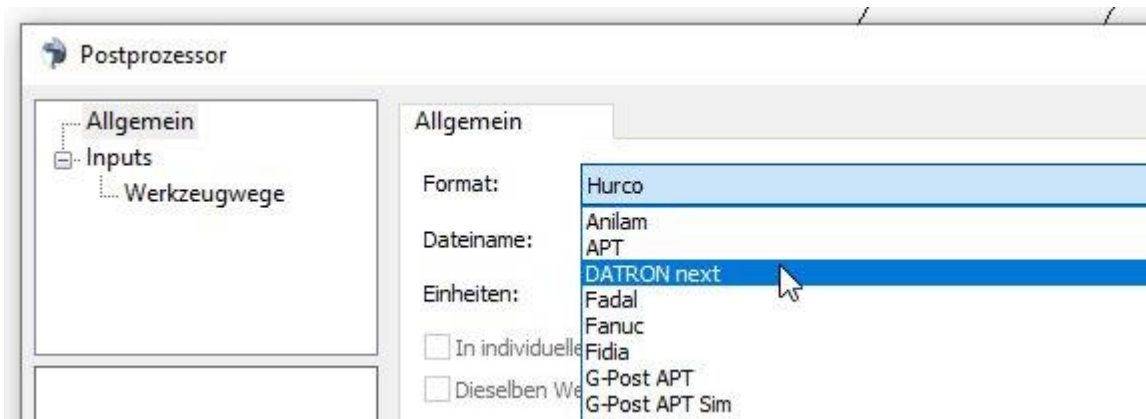 Postprozessor
Allgemein
Inputs
Werkzeugwege
Allgemein
Format:
Hurco
Dateiname:
Einheiten:
In individuelle
Dieselben We
Anilam
APT
DATRON next
Fadal
Fanuc
Fidia
G-Post APT
G-Post APT Sim